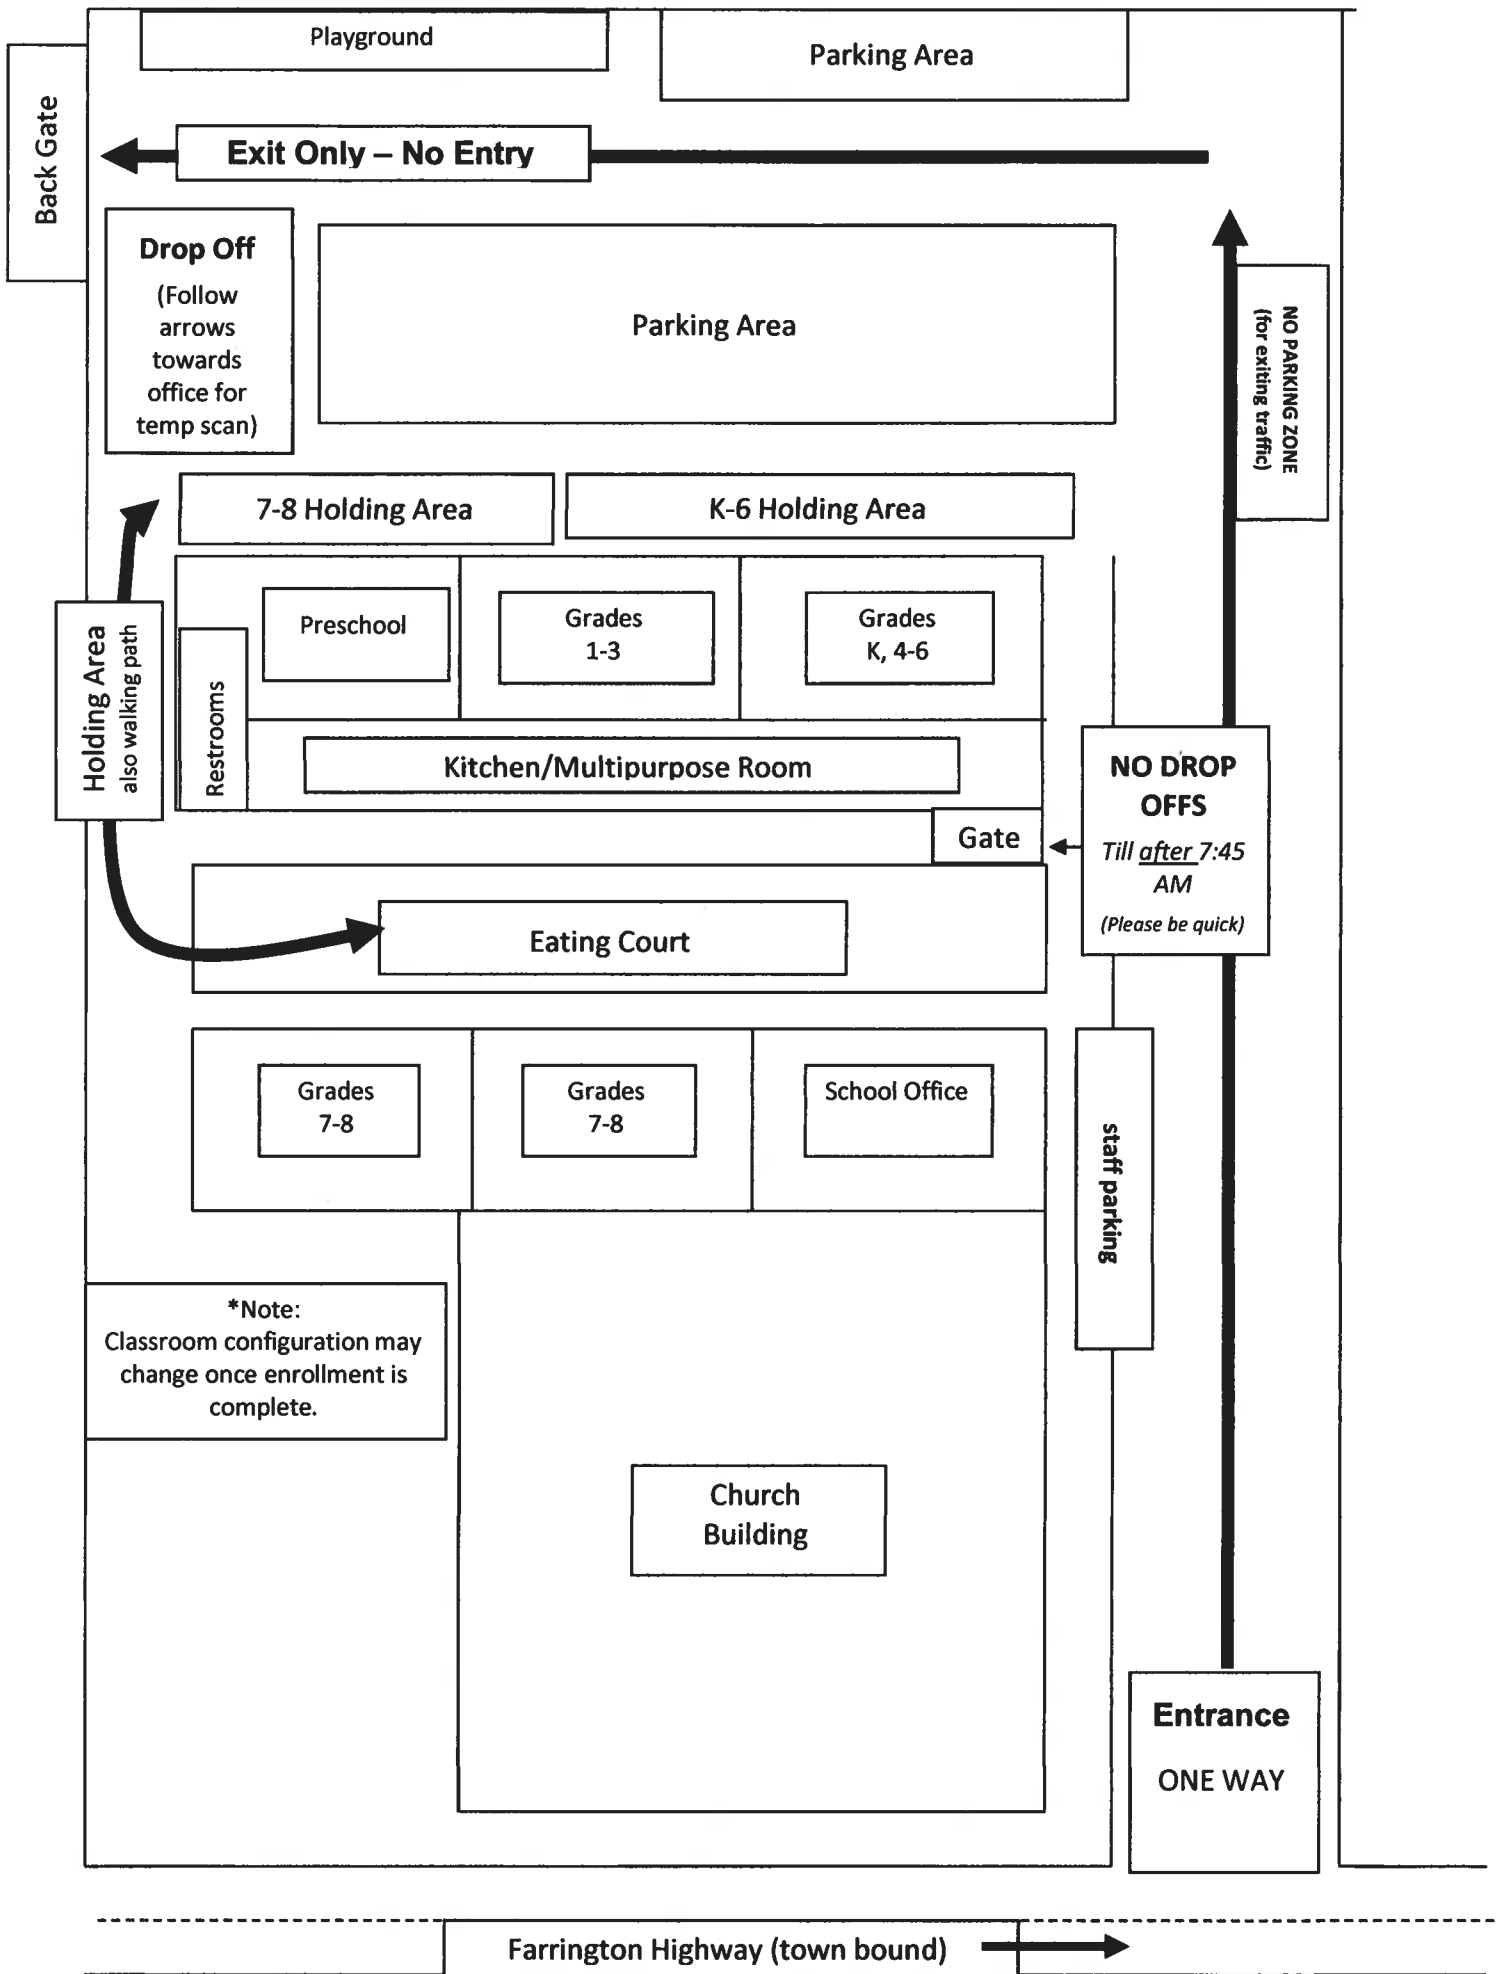 Playground
Parking Area
Back Gate
Exit Only – No Entry
Drop Off
(Follow
arrows
towards
office for
temp scan)
Parking Area
NO PARKING ZONE
(for exiting traffic)
7-8 Holding Area
K-6 Holding Area
Holding Area
also walking path
Restrooms
Preschool
Grades
1-3
Grades
K, 4-6
Kitchen/Multipurpose Room
Gate
NO DROP
OFFS
Till after 7:45
AM
(Please be quick)
Eating Court
Grades
7-8
Grades
7-8
School Office
staff parking
*Note:
Classroom configuration may
change once enrollment is
complete.
Church
Building
Entrance
ONE WAY
Farrington Highway (town bound)